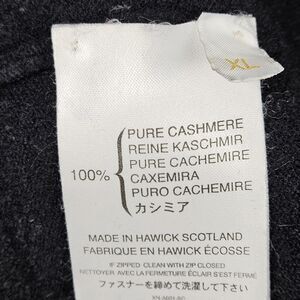 XL
PURE CASHMERE
REINE KASCHMIR
PURE CACHEMIRE
100%
CAXEMIRA
PURO CACHEMIRE
カシミア
MADE IN HAWICK SCOTLAND
FABRIQUE EN HAWICK ÉCOSSE
IF ZIPPED CLEAN WITH ZIP CLOSED
NETTOYER AVEC LA FERMETURE ÉCLAIR S'EST FERMÉ
ファスナーを締めて洗濯して下さい